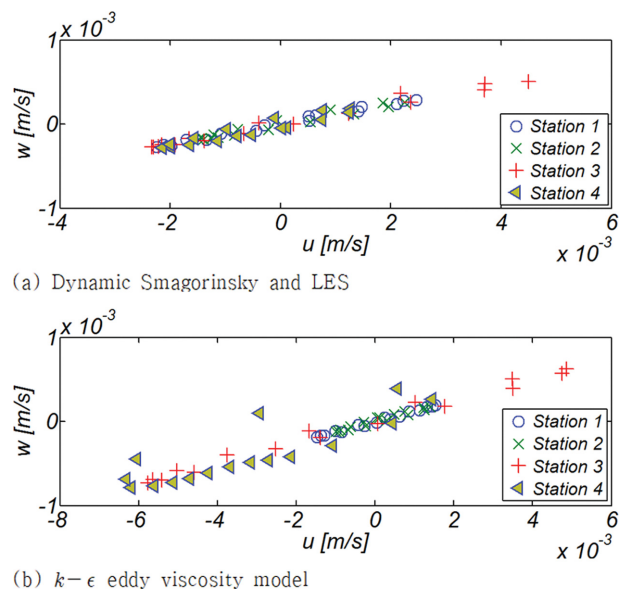 1 x 10⁻³
0
-1
w [m/s]
-4 -2 0 2 4 6
u [m/s]
x 10⁻³
Station 1
Station 2
Station 3
Station 4
(a) Dynamic Smagorinsky and LES
1 x 10⁻³
0
-1
w [m/s]
-8 -6 -4 -2 0 2 4 6
u [m/s]
x 10⁻³
Station 1
Station 2
Station 3
Station 4
(b) k−ϵ eddy viscosity model